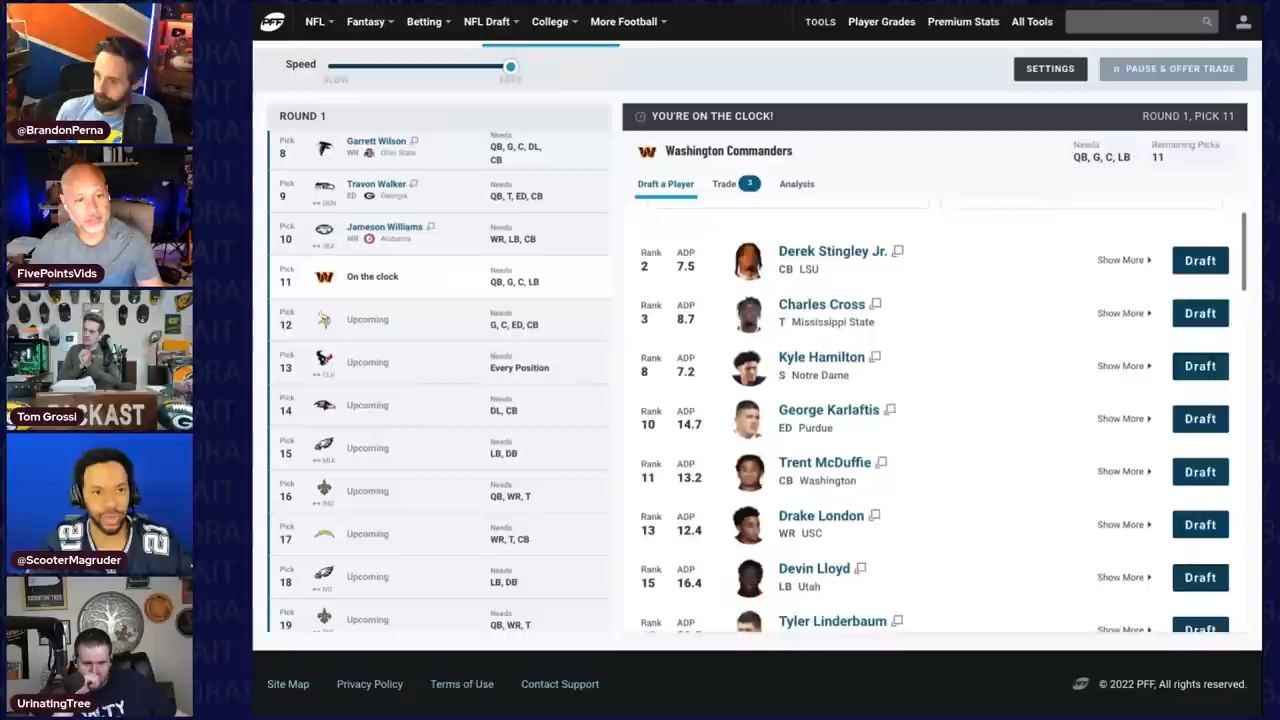 @BrandonPerna
FivePointsVids
Tom Grossi
PACKAST
@ScooterMagruder
UrinatingTree
PFF
NFL
Fantasy
Betting
NFL Draft
College
More Football
TOOLS
Player Grades
Premium Stats
All Tools
Speed
SLOW
FAST
SETTINGS
PAUSE & OFFER TRADE
ROUND 1
Pick
8
Garrett Wilson
WR Ohio State
Needs
QB, G, C, DL,
CB
Pick
9
DEN
Travon Walker
ED Georgia
Needs
QB, T, ED, CB
Pick
10
SEA
Jameson Williams
WR Alabama
Needs
WR, LB, CB
Pick
11
On the clock
Needs
QB, G, C, LB
Pick
12
Upcoming
Needs
G, C, ED, CB
Pick
13
CLV
Upcoming
Needs
Every Position
Pick
14
Upcoming
Needs
DL, CB
Pick
15
MIA
Upcoming
Needs
LB, DB
Pick
16
IND
Upcoming
Needs
QB, WR, T
Pick
17
Upcoming
Needs
WR, T, CB
Pick
18
NO
Upcoming
Needs
LB, DB
Pick
19
Upcoming
Needs
QB, WR, T
YOU'RE ON THE CLOCK!
ROUND 1, PICK 11
Washington Commanders
Needs
QB, G, C, LB
Remaining Picks
11
Draft a Player
Trade 3
Analysis
Rank
2
ADP
7.5
Derek Stingley Jr.
CB LSU
Show More
Draft
Rank
3
ADP
8.7
Charles Cross
T Mississippi State
Show More
Draft
Rank
8
ADP
7.2
Kyle Hamilton
S Notre Dame
Show More
Draft
Rank
10
ADP
14.7
George Karlaftis
ED Purdue
Show More
Draft
Rank
11
ADP
13.2
Trent McDuffie
CB Washington
Show More
Draft
Rank
13
ADP
12.4
Drake London
WR USC
Show More
Draft
Rank
15
ADP
16.4
Devin Lloyd
LB Utah
Show More
Draft
Rank
ADP
Tyler Linderbaum
Show More
Draft
Site Map
Privacy Policy
Terms of Use
Contact Support
PFF
© 2022 PFF, All rights reserved.